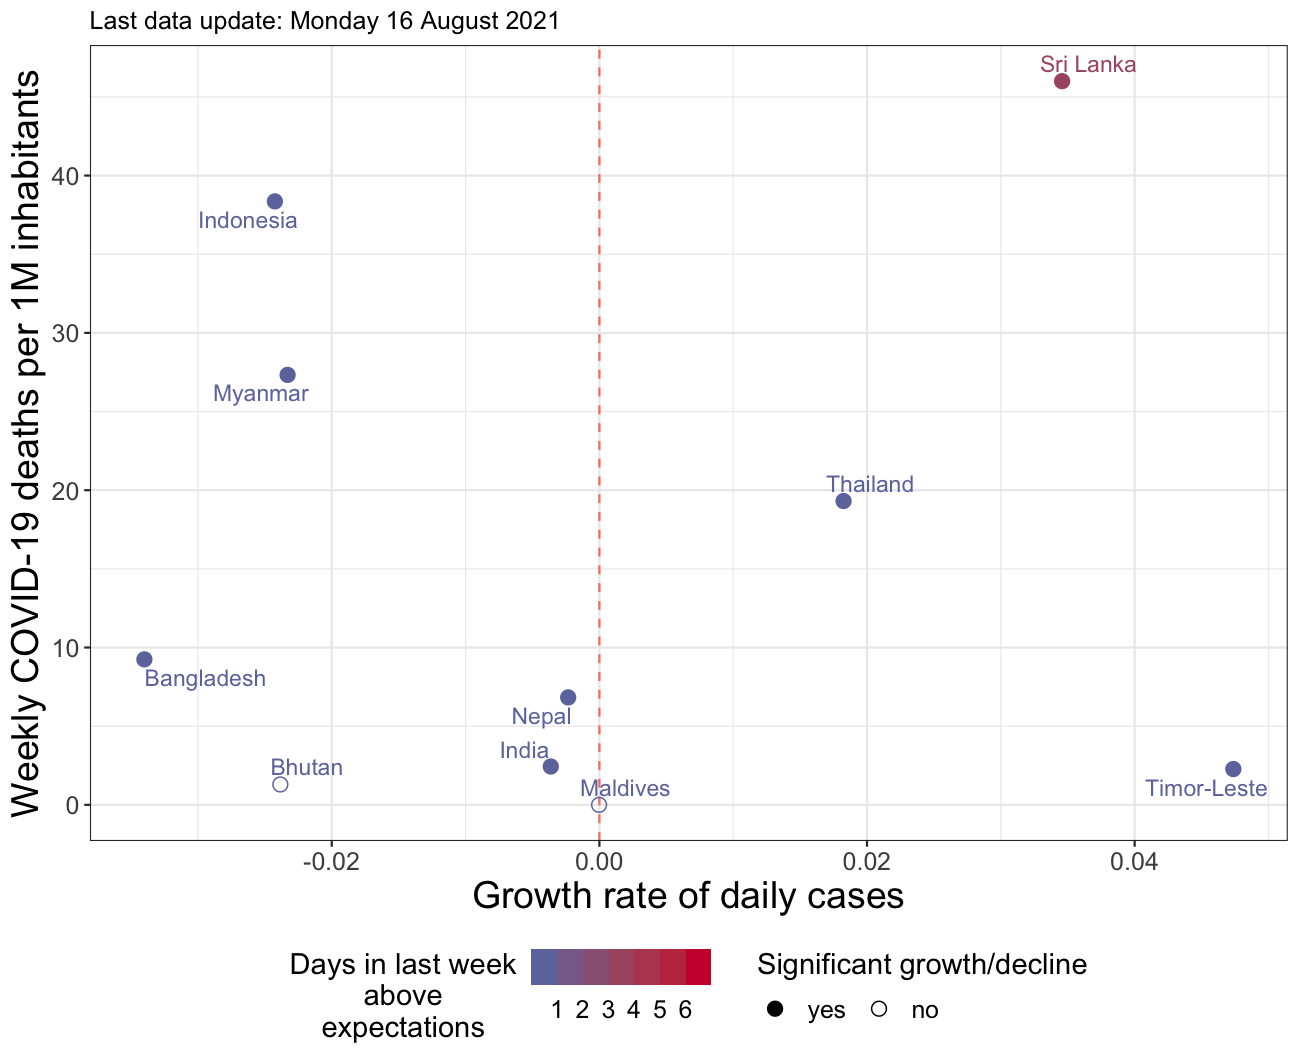 Last data update: Monday 16 August 2021
Weekly COVID-19 deaths per 1M inhabitants
40
30
20
10
0
Sri Lanka
Indonesia
Myanmar
Thailand
Bangladesh
Nepal
India
Bhutan
Maldives
Timor-Leste
-0.02 0.00 0.02 0.04
Growth rate of daily cases
Days in last week
above
expectations
1 2 3 4 5 6
Significant growth/decline
yes no